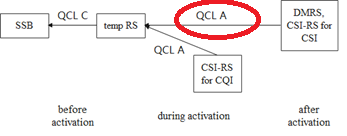 QCL A
DMRS,
CSI-RS for
CSI
QCL C
SSB
temp RS
QCL A
CSI-RS
for CQI
before
activation
during activation
after
activation